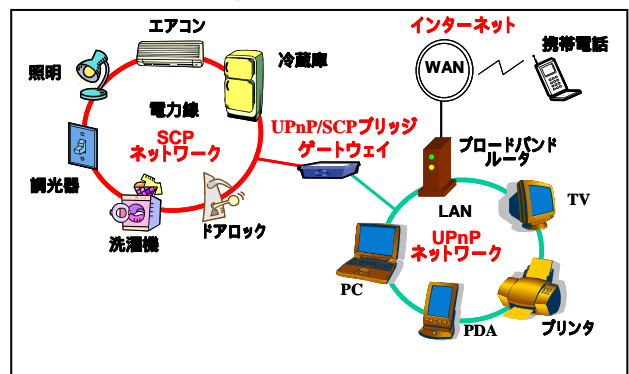 エアコン
照明
冷蔵庫
電力線
SCP
ネットワーク
調光器
洗濯機
ドアロック
UPnP/SCPブリッジ
ゲートウェイ
インターネット
WAN
携帯電話
ブロードバンド
ルータ
LAN
TV
UPnP
ネットワーク
PC
PDA
プリンタ